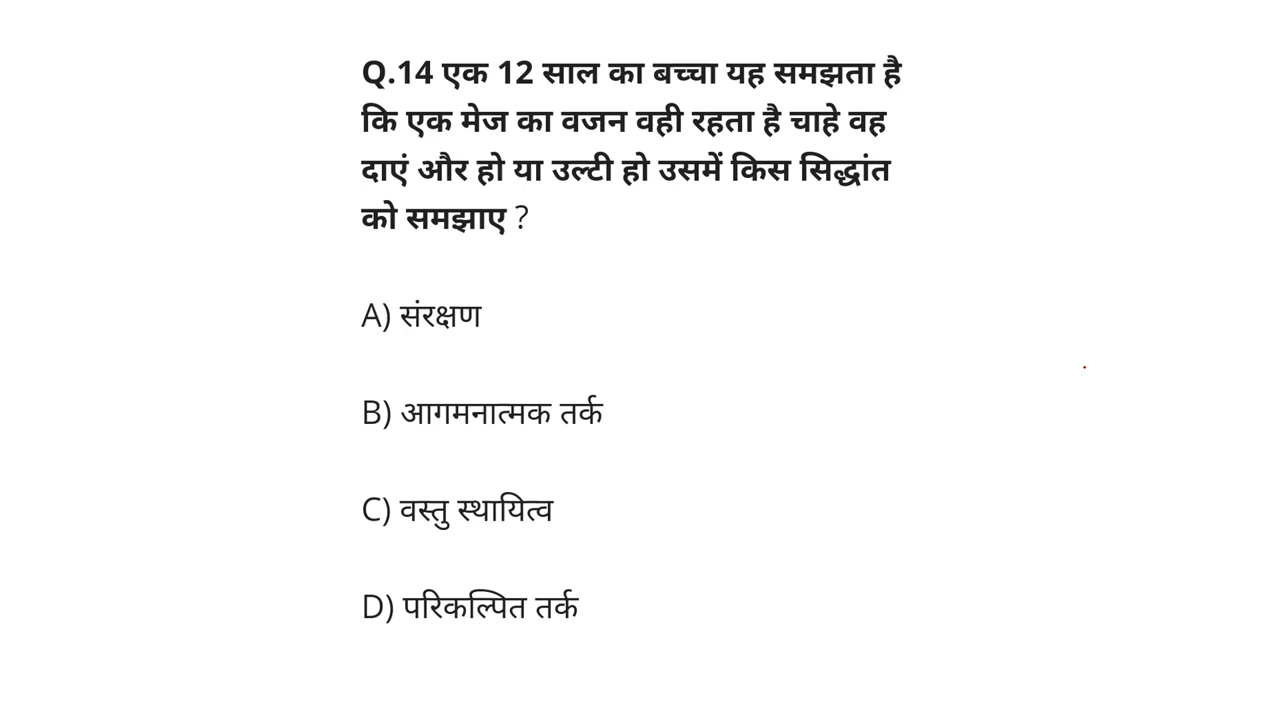 Q.14 एक 12 साल का बच्चा यह समझता है
कि एक मेज का वजन वही रहता है चाहे वह
दाएं और हो या उल्टी हो उसमें किस सिद्धांत
को समझाए ?
A) संरक्षण
B) आगमनात्मक तर्क
C) वस्तु स्थायित्व
D) परिकल्पित तर्क